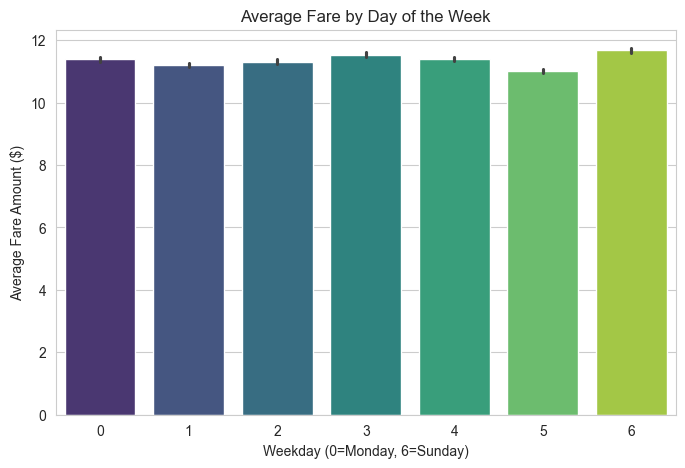 Average Fare by Day of the Week
Average Fare Amount ($)
12
10
8
6
4
2
0
0 1 2 3 4 5 6
Weekday (0=Monday, 6=Sunday)